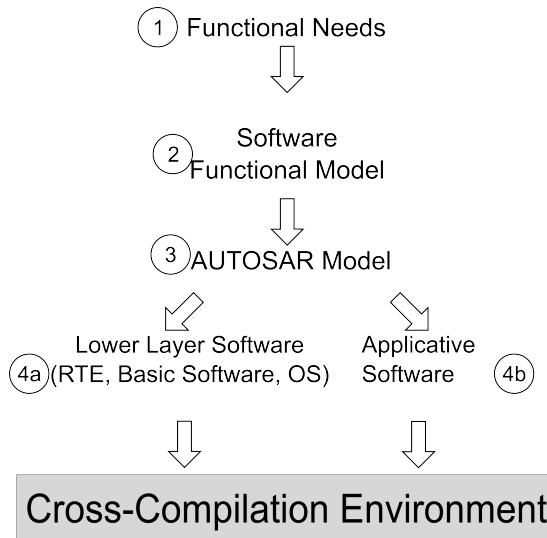 1 Functional Needs
Software
2 Functional Model
3 AUTOSAR Model
Lower Layer Software
4a (RTE, Basic Software, OS)
Applicative
Software 4b
Cross-Compilation Environment